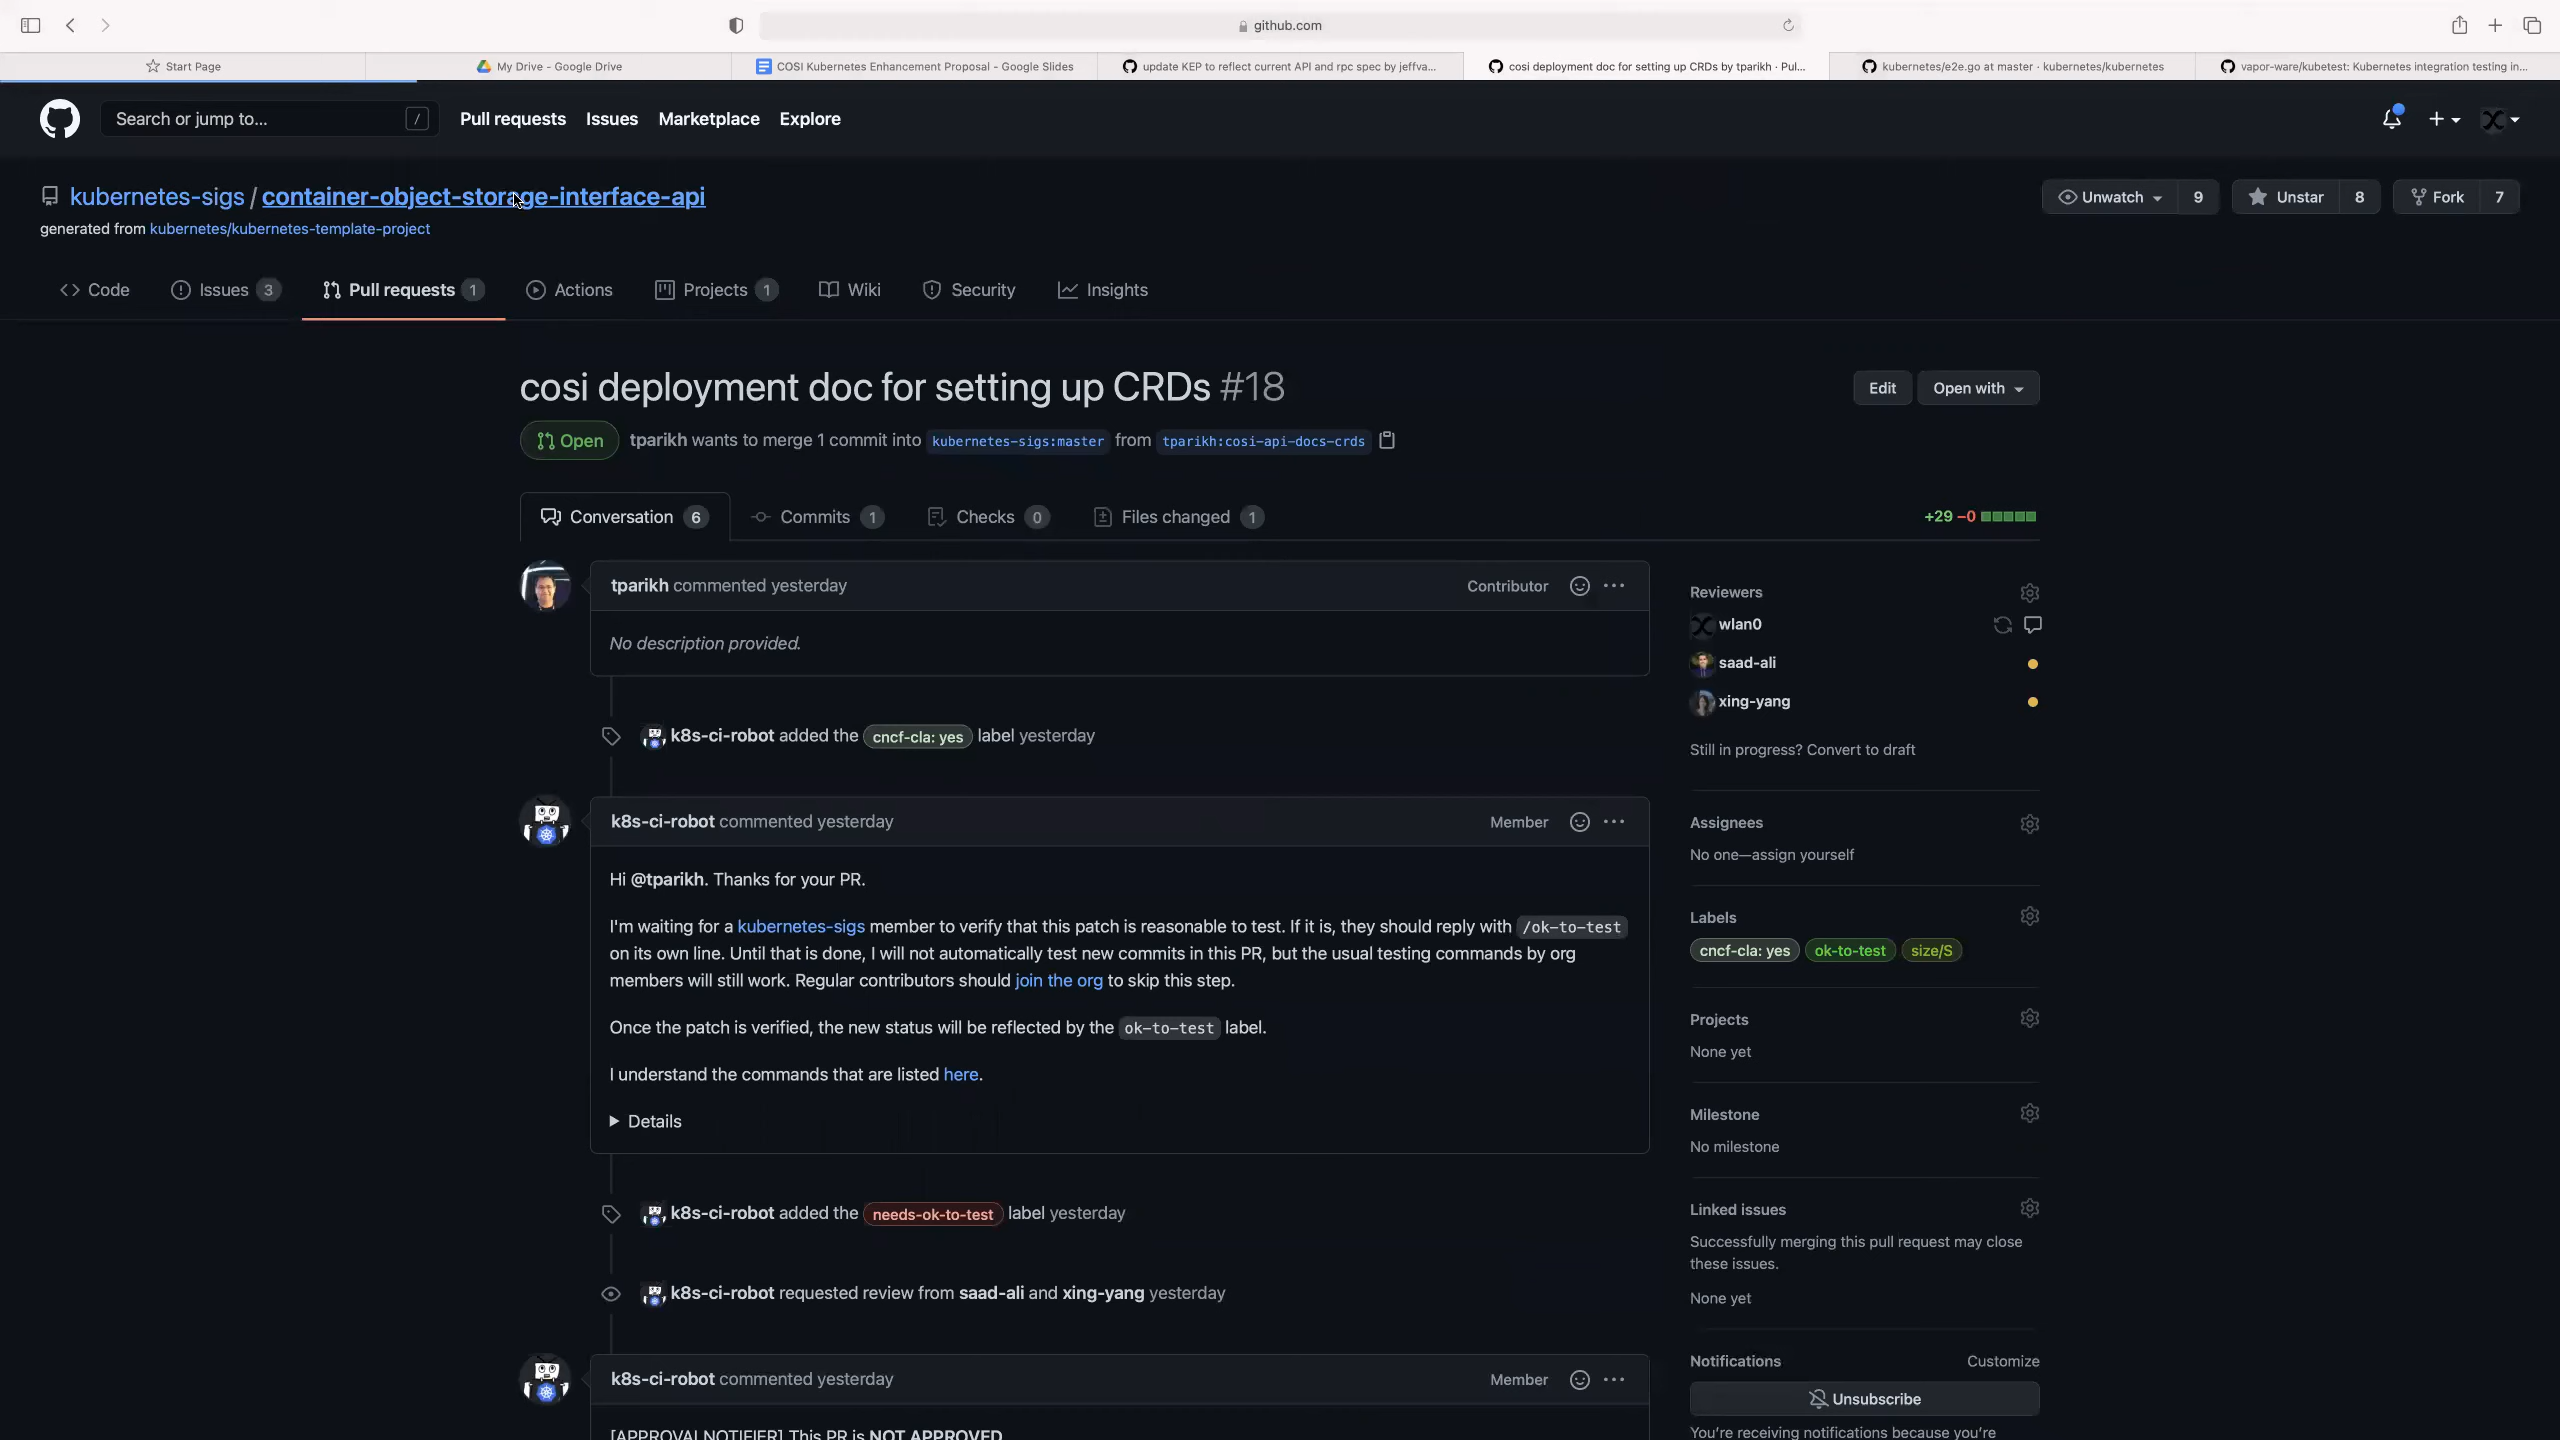 github.com
Start Page
My Drive - Google Drive
COSI Kubernetes Enhancement Proposal - Google Slides
update KEP to reflect current API and rpc spec by jeffva...
cosi deployment doc for setting up CRDs by tparikh · Pul...
kubernetes/e2e.go at master · kubernetes/kubernetes
vapor-ware/kubetest: Kubernetes integration testing in...
Search or jump to... /
Pull requests Issues Marketplace Explore
kubernetes-sigs / container-object-storage-interface-api
generated from kubernetes/kubernetes-template-project
Unwatch 9
Unstar 8
Fork 7
Code
Issues 3
Pull requests 1
Actions
Projects 1
Wiki
Security
Insights
cosi deployment doc for setting up CRDs #18
Edit
Open with
Open
tparikh wants to merge 1 commit into kubernetes-sigs:master from tparikh:cosi-api-docs-crds
Conversation 6
Commits 1
Checks 0
Files changed 1
+29 −0
tparikh commented yesterday
Contributor
No description provided.
k8s-ci-robot added the cncf-cla: yes label yesterday
k8s-ci-robot commented yesterday
Member
Hi @tparikh. Thanks for your PR.
I'm waiting for a kubernetes-sigs member to verify that this patch is reasonable to test. If it is, they should reply with /ok-to-test
on its own line. Until that is done, I will not automatically test new commits in this PR, but the usual testing commands by org
members will still work. Regular contributors should join the org to skip this step.
Once the patch is verified, the new status will be reflected by the ok-to-test label.
I understand the commands that are listed here.
Details
k8s-ci-robot added the needs-ok-to-test label yesterday
k8s-ci-robot requested review from saad-ali and xing-yang yesterday
k8s-ci-robot commented yesterday
Member
[APPROVALNOTIFIER] This PR is NOT APPROVED
Reviewers
wlan0
saad-ali
xing-yang
Still in progress? Convert to draft
Assignees
No one—assign yourself
Labels
cncf-cla: yes ok-to-test size/S
Projects
None yet
Milestone
No milestone
Linked issues
Successfully merging this pull request may close
these issues.
None yet
Notifications
Customize
Unsubscribe
You're receiving notifications because you're